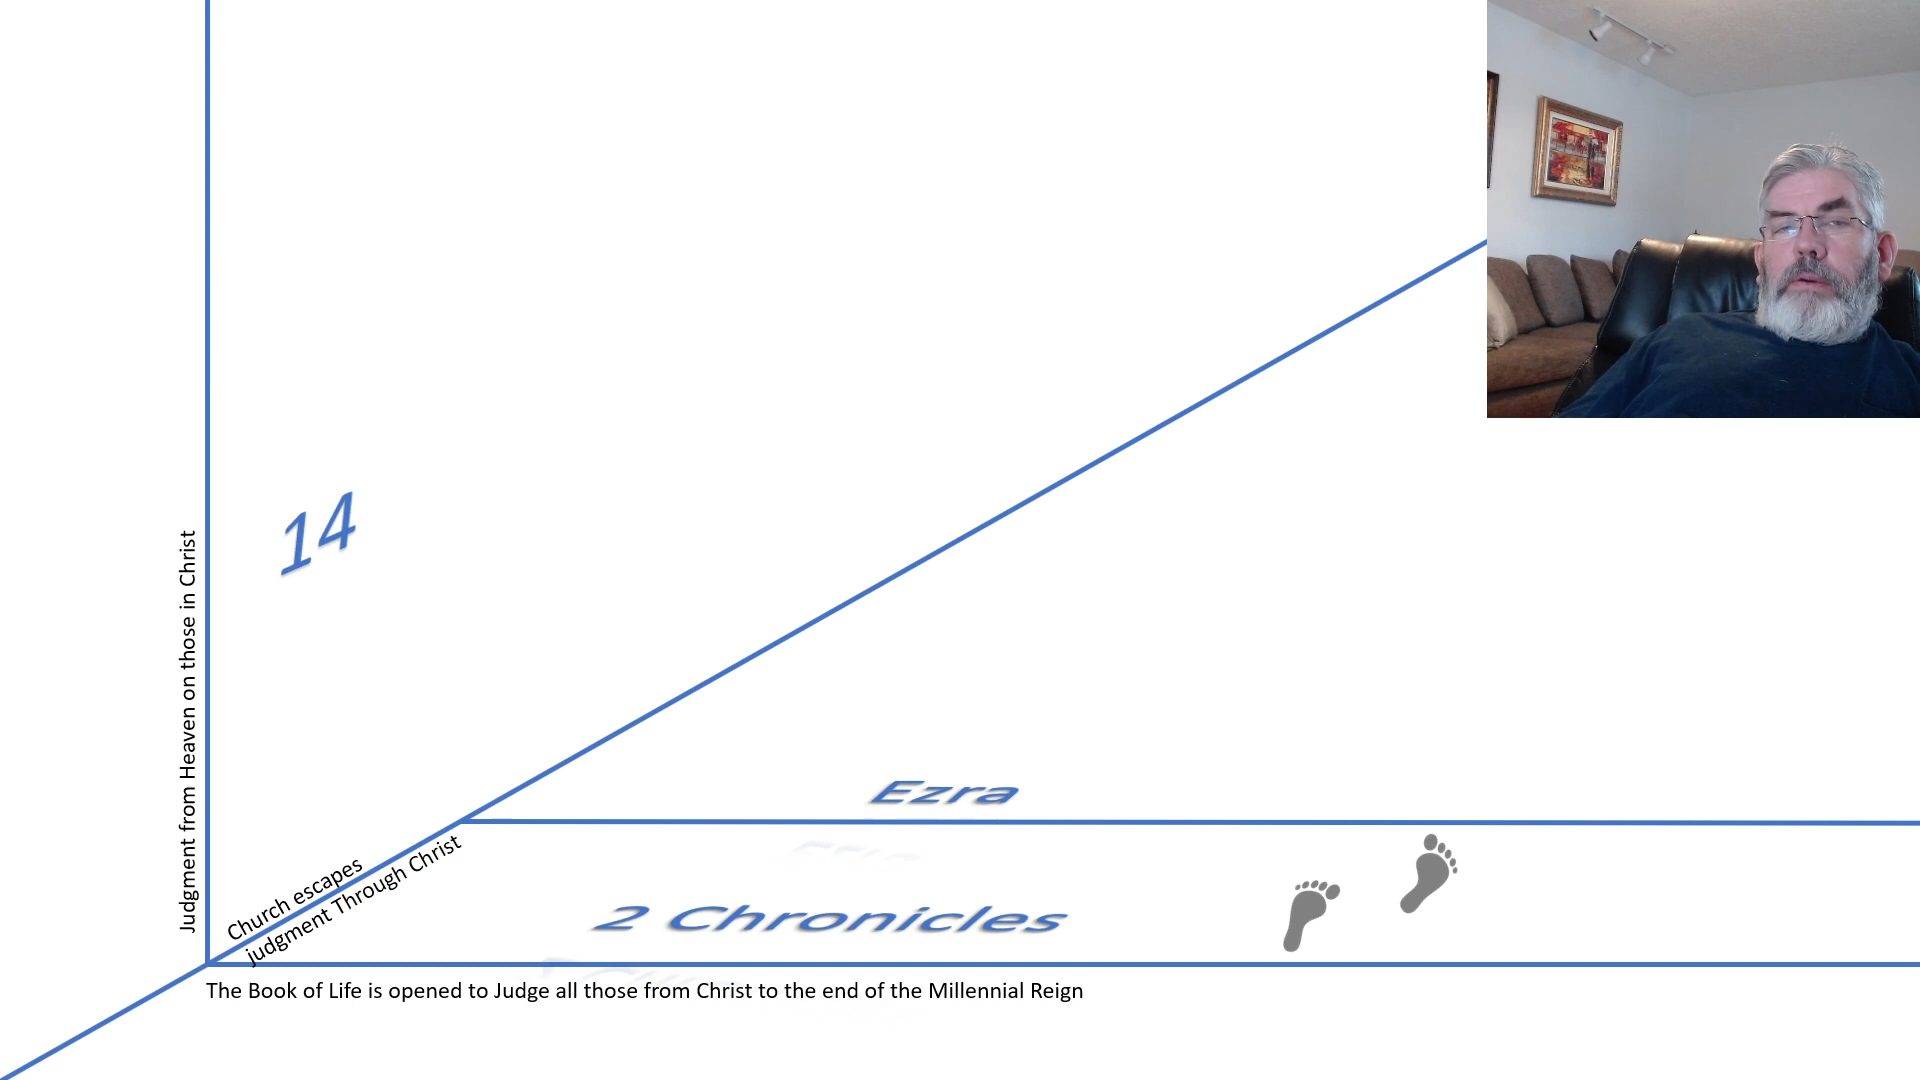 14
Judgment from Heaven on those in Christ
Church escapes
judgment Through Christ
Ezra
2 Chronicles
The Book of Life is opened to Judge all those from Christ to the end of the Millennial Reign